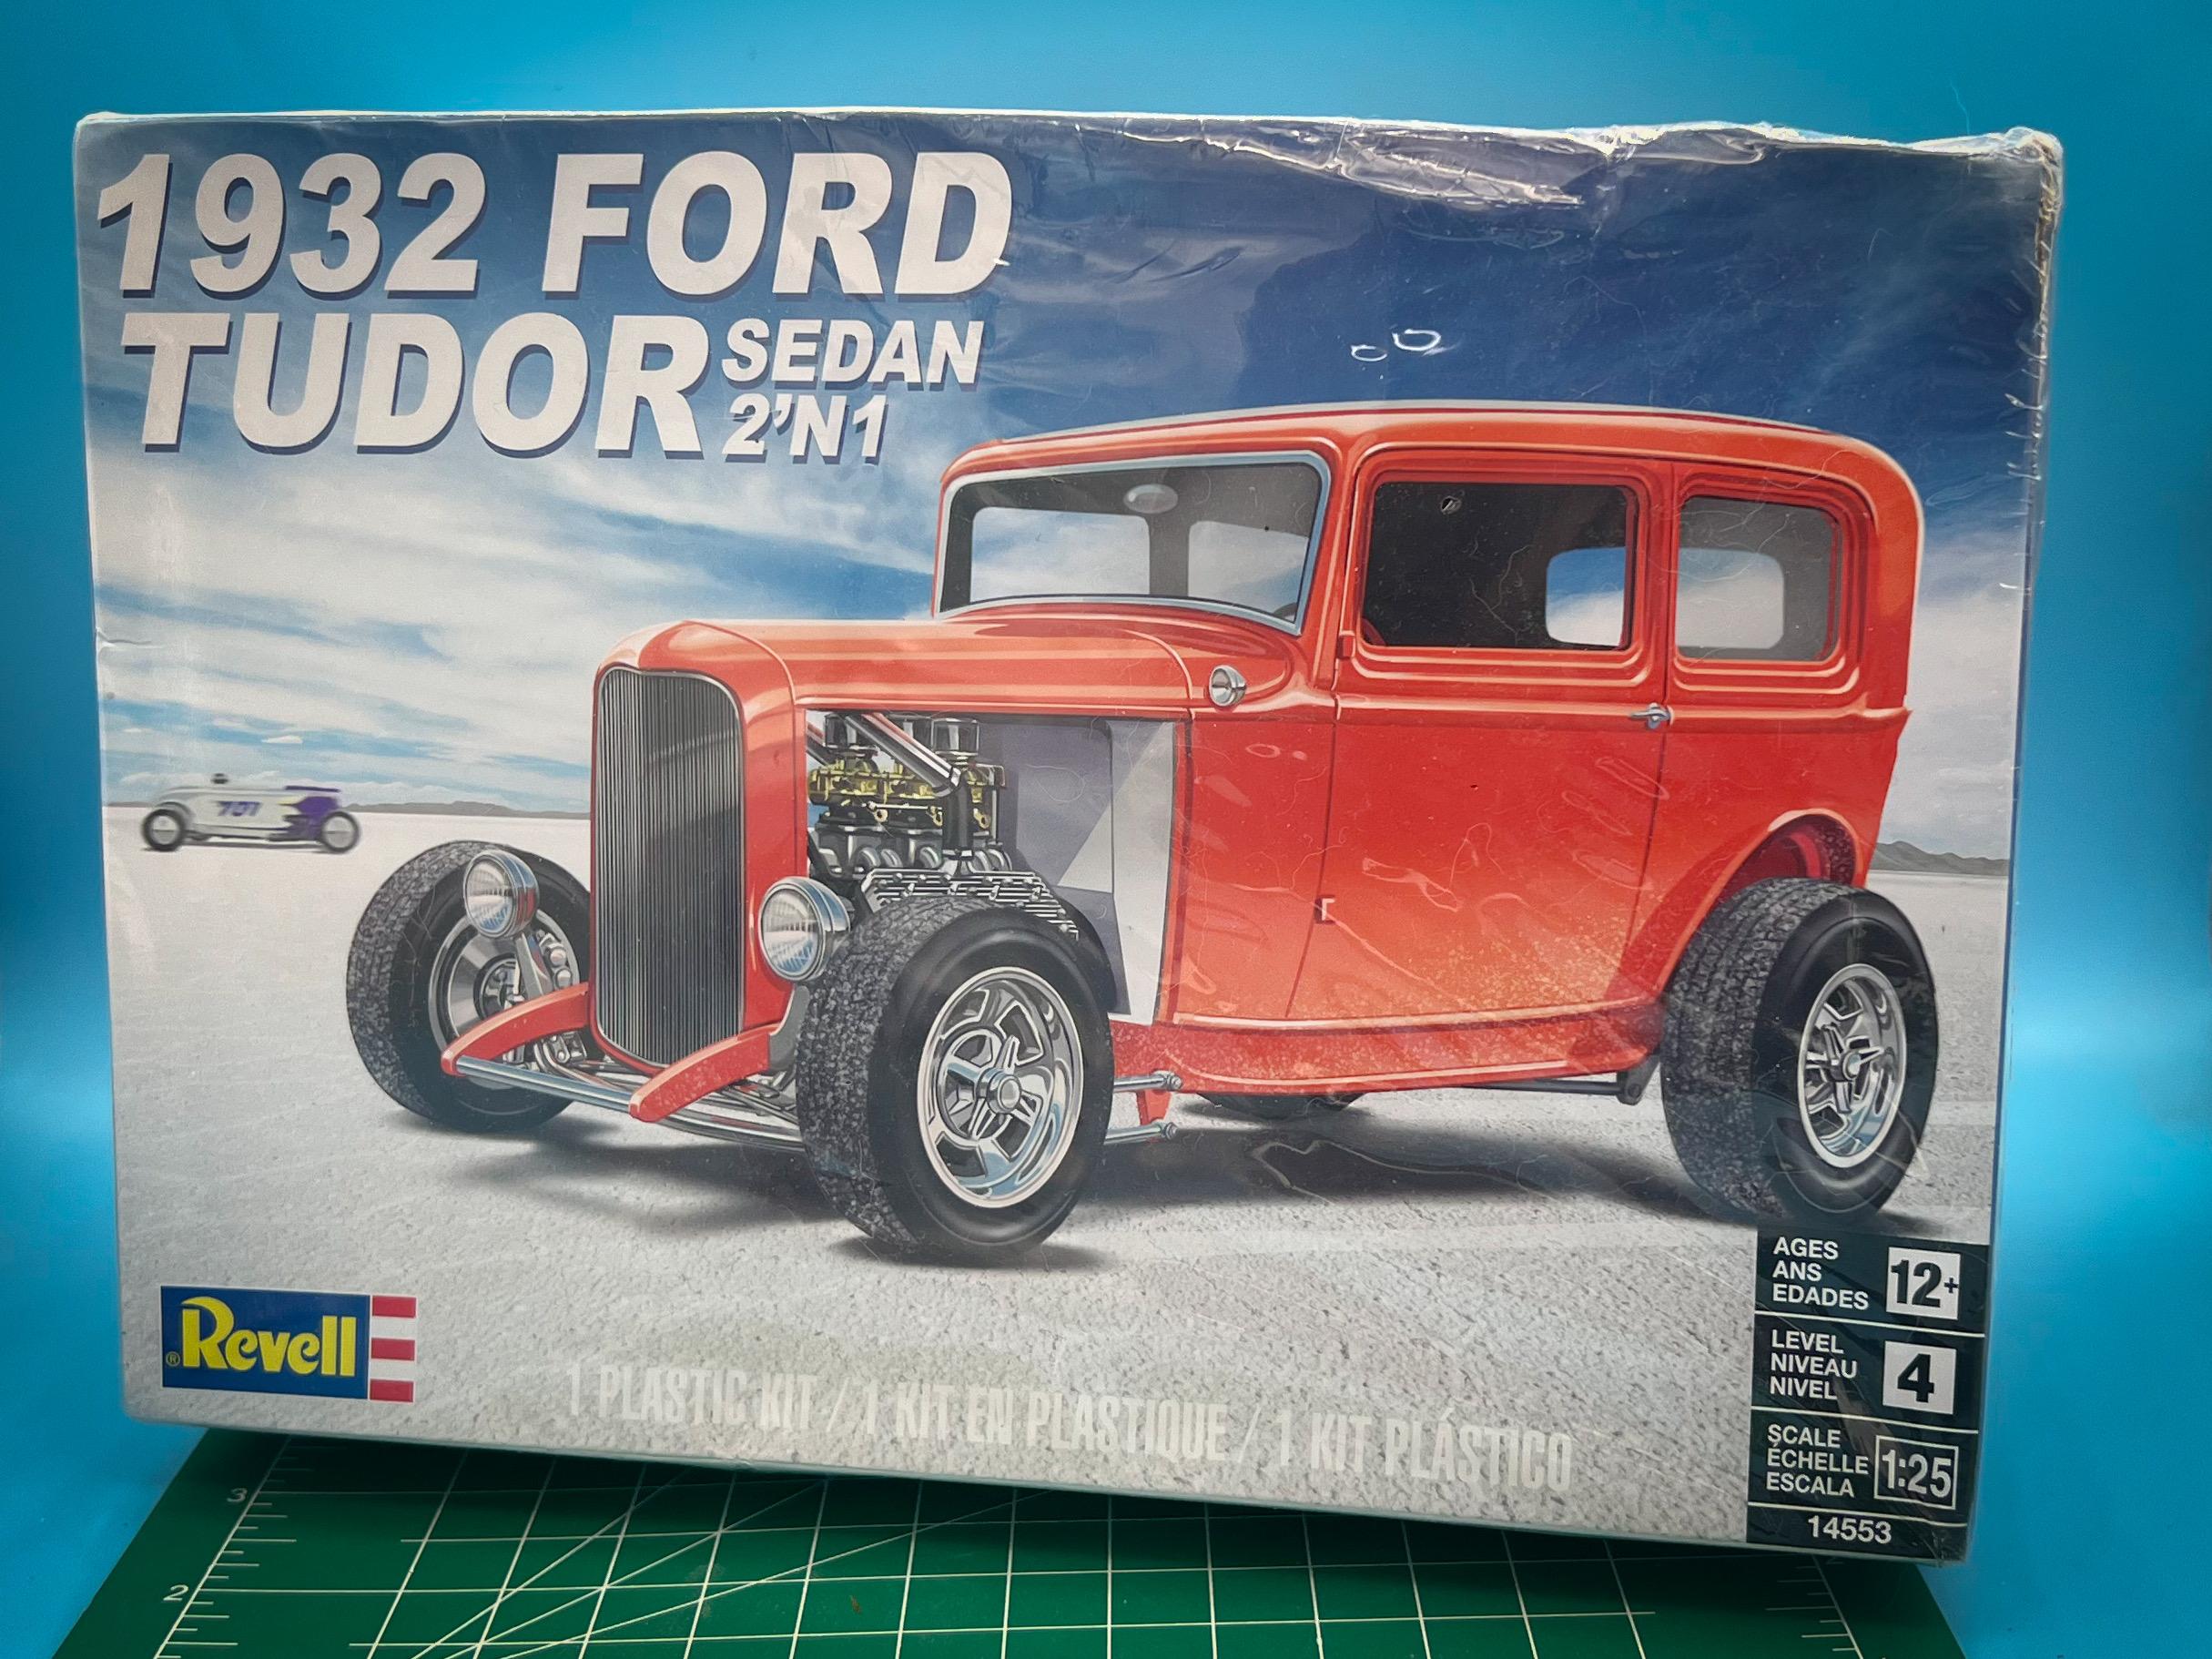 1932 FORD
TUDOR SEDAN
2'N1
701
® Revell
1 PLASTIC KIT / 1 KIT EN PLASTIQUE / 1 KIT PLÁSTICO
AGES
ANS
EDADES
12+
LEVEL
NIVEAU
NIVEL
4
SCALE
ÉCHELLE
ESCALA
1:25
14553
3
2